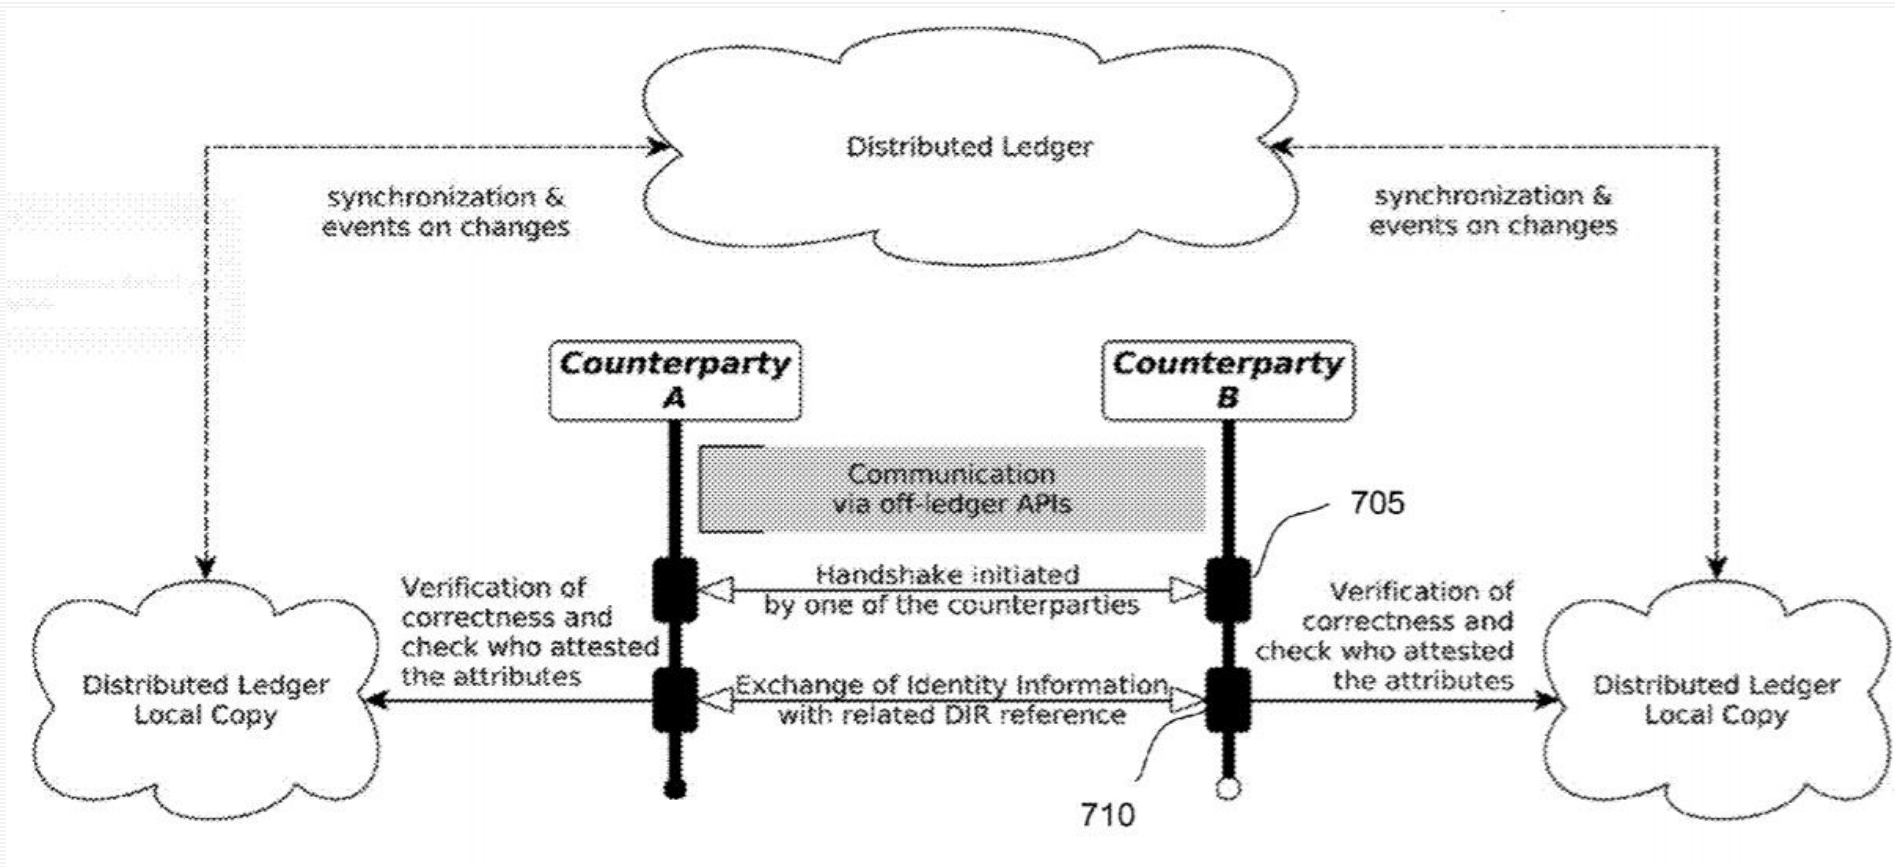 Distributed Ledger
synchronization &
events on changes
synchronization &
events on changes
Counterparty
A
Counterparty
B
Communication
via off-ledger APIs
705
Handshake initiated
by one of the counterparties
Verification of
correctness and
check who attested
the attributes
Verification of
correctness and
check who attested
the attributes
Distributed Ledger
Local Copy
Exchange of Identity Information
with related DIR reference
Distributed Ledger
Local Copy
710